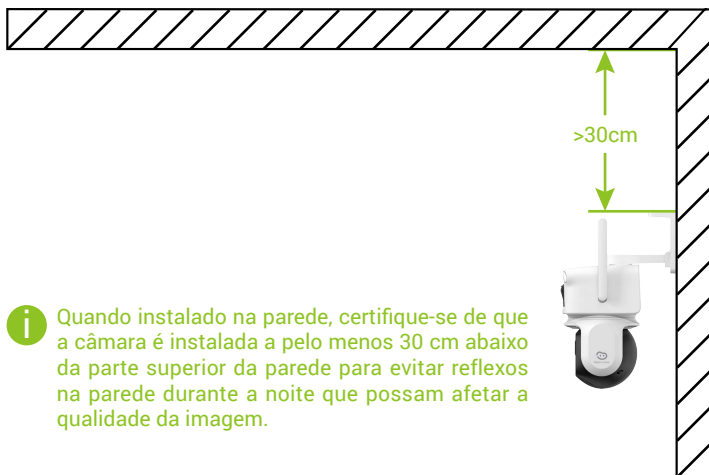 >30cm
i
Quando instalado na parede, certifique-se de que
a câmara é instalada a pelo menos 30 cm abaixo
da parte superior da parede para evitar reflexos
na parede durante a noite que possam afetar a
qualidade da imagem.